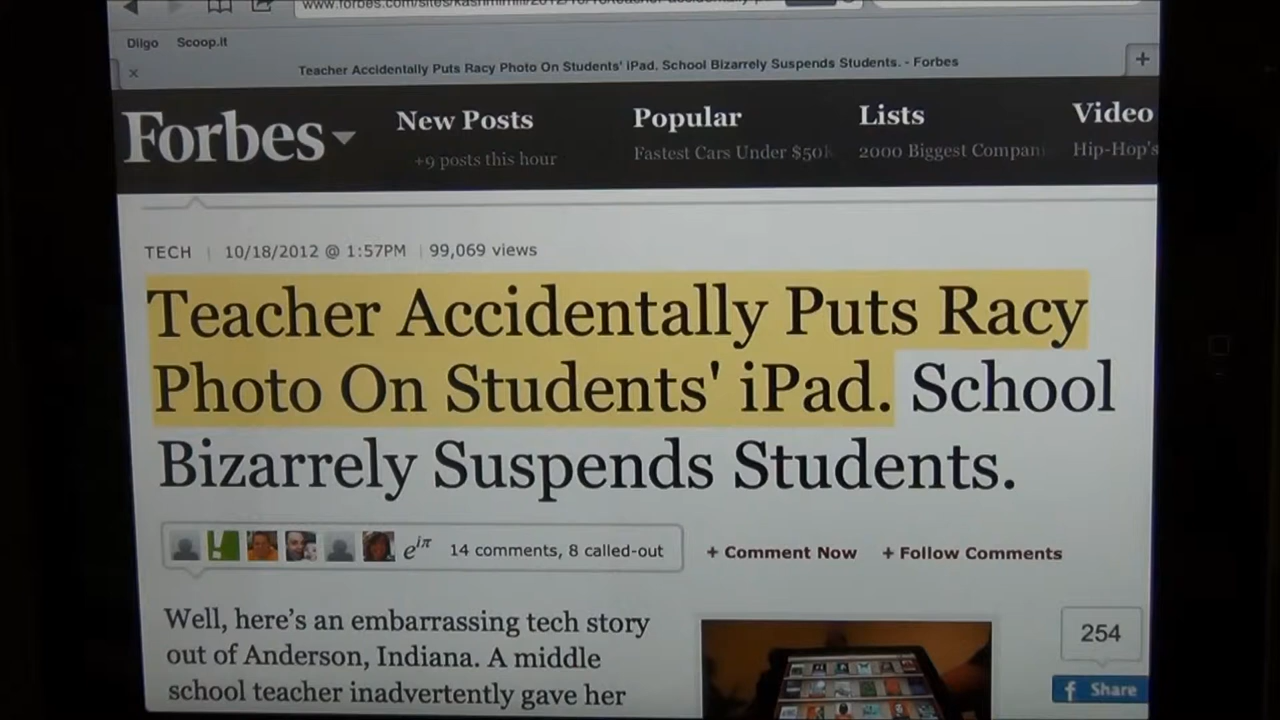 Diigo Scoop.it
Teacher Accidentally Puts Racy Photo On Students' iPad. School Bizarrely Suspends Students. - Forbes
Forbes New Posts Popular Lists Video
+9 posts this hour Fastest Cars Under $50k 2000 Biggest Compan Hip-Hop's
TECH | 10/18/2012 @ 1:57PM | 99,069 views
Teacher Accidentally Puts Racy
Photo On Students' iPad. School
Bizarrely Suspends Students.
e^iπ 14 comments, 8 called-out + Comment Now + Follow Comments
Well, here's an embarrassing tech story
out of Anderson, Indiana. A middle
school teacher inadvertently gave her
254
f Share